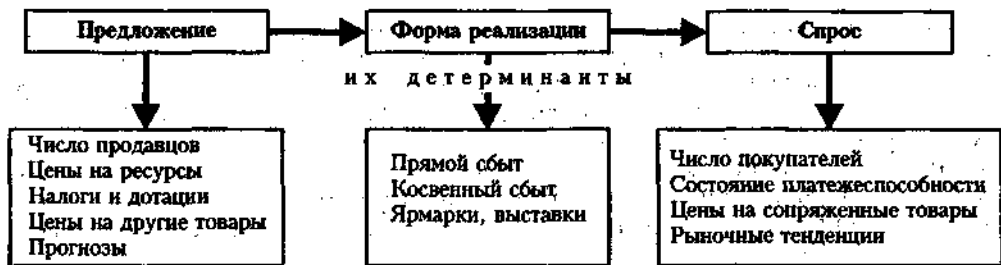 Предложение
Форма реализации
Спрос
их детерминанты
Число продавцов
Цены на ресурсы
Налоги и дотации
Цены на другие товары
Прогнозы
Прямой сбыт
Косвенный сбыт,
Ярмарки, выставки
Число покупателей
Состояние платежеспособности
Цены на сопряженные товары
Рыночные тенденции